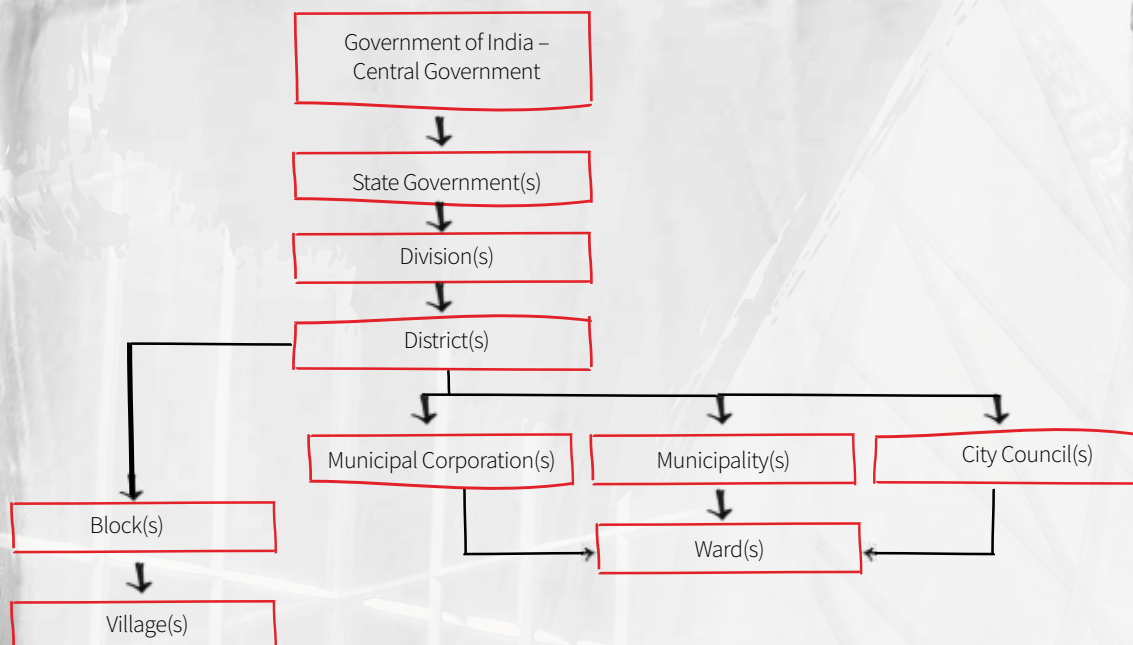 Government of India –
Central Government
State Government(s)
Division(s)
District(s)
Municipal Corporation(s)
Municipality(s)
City Council(s)
Block(s)
Ward(s)
Village(s)